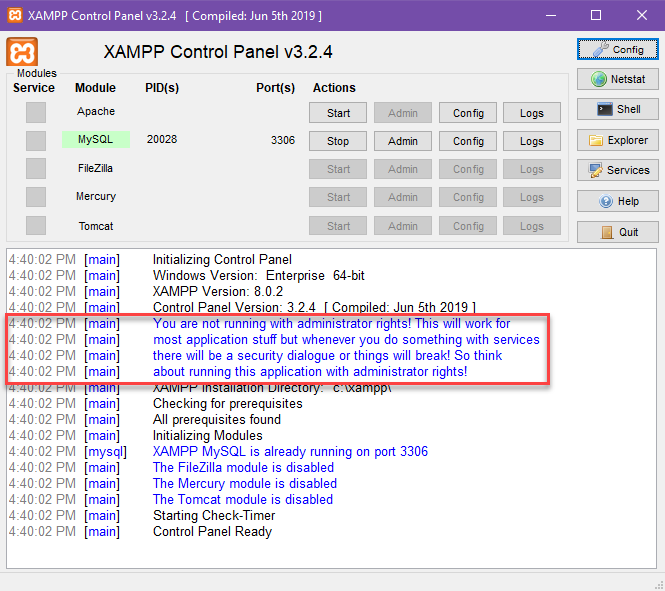 XAMPP Control Panel v3.2.4 [ Compiled: Jun 5th 2019 ]
XAMPP Control Panel v3.2.4
Config
Modules
Service Module PID(s) Port(s) Actions
Netstat
Apache Start Admin Config Logs
Shell
MySQL 20028 3306 Stop Admin Config Logs
Explorer
FileZilla Start Admin Config Logs
Services
Mercury Start Admin Config Logs
Help
Tomcat Start Admin Config Logs
Quit
4:40:02 PM [main] Initializing Control Panel
4:40:02 PM [main] Windows Version: Enterprise 64-bit
4:40:02 PM [main] XAMPP Version: 8.0.2
4:40:02 PM [main] Control Panel Version: 3.2.4 [ Compiled: Jun 5th 2019 ]
4:40:02 PM [main] You are not running with administrator rights! This will work for
4:40:02 PM [main] most application stuff but whenever you do something with services
4:40:02 PM [main] there will be a security dialogue or things will break! So think
4:40:02 PM [main] about running this application with administrator rights!
4:40:02 PM [main] XAMPP Installation Directory: c:\xampp\
4:40:02 PM [main] Checking for prerequisites
4:40:02 PM [main] All prerequisites found
4:40:02 PM [main] Initializing Modules
4:40:02 PM [mysql] XAMPP MySQL is already running on port 3306
4:40:02 PM [main] The FileZilla module is disabled
4:40:02 PM [main] The Mercury module is disabled
4:40:02 PM [main] The Tomcat module is disabled
4:40:02 PM [main] Starting Check-Timer
4:40:02 PM [main] Control Panel Ready